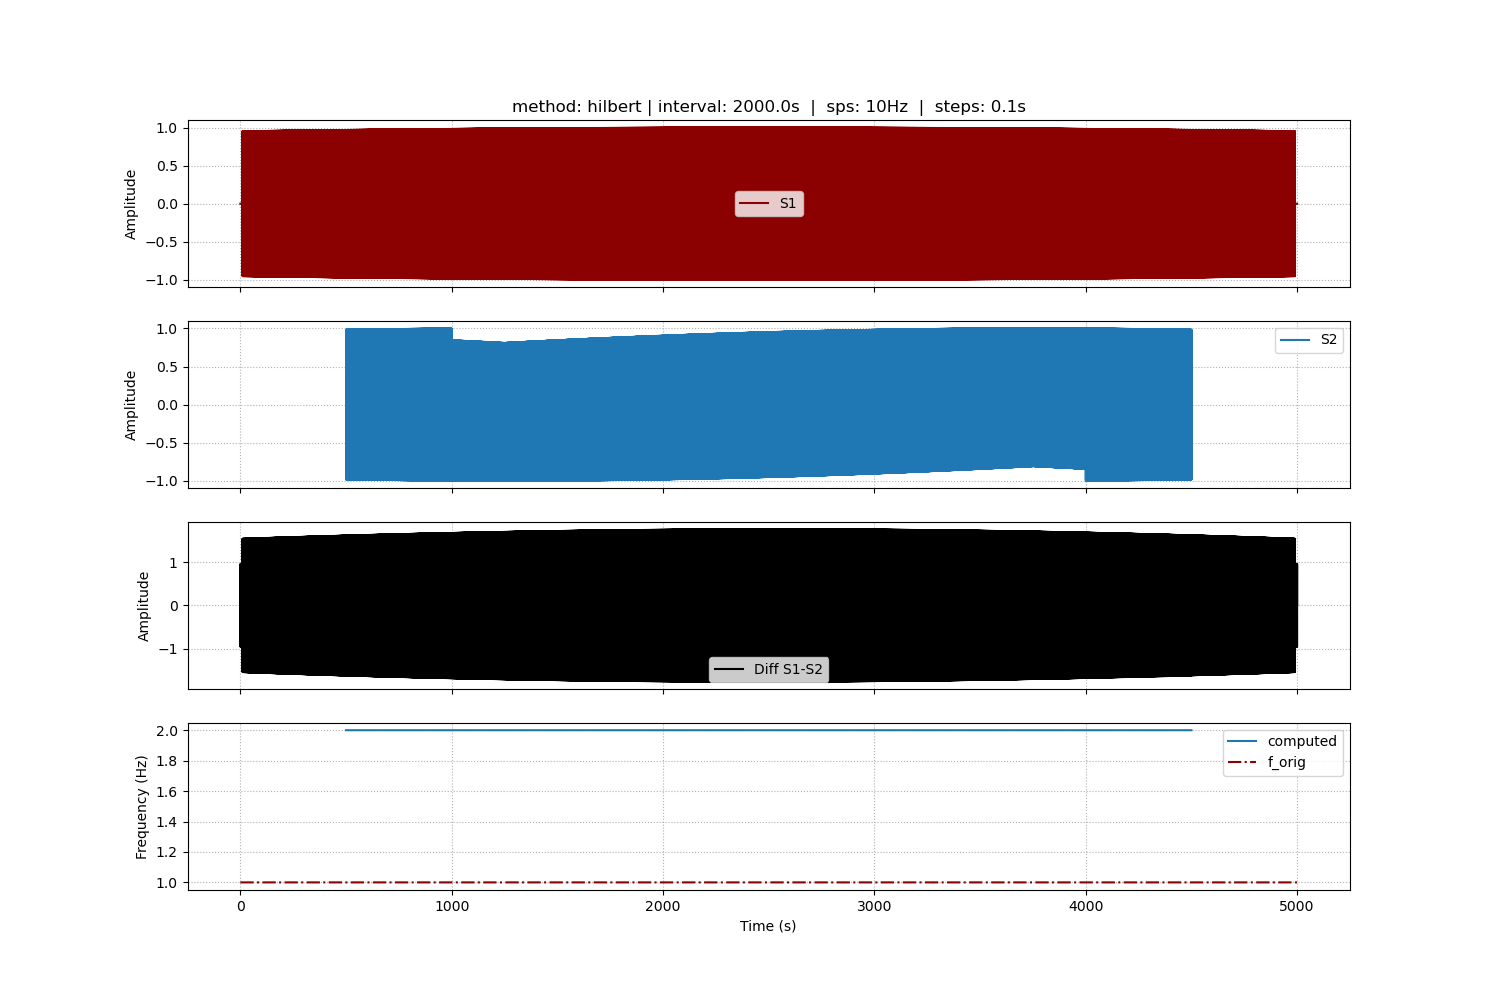 method: hilbert | interval: 2000.0s | sps: 10Hz | steps: 0.1s
1.0
0.5
0.0
−0.5
−1.0
Amplitude
S1
1.0
0.5
0.0
−0.5
−1.0
Amplitude
S2
1
0
−1
Amplitude
Diff S1-S2
2.0
1.8
1.6
1.4
1.2
1.0
Frequency (Hz)
computed
f_orig
0 1000 2000 3000 4000 5000
Time (s)